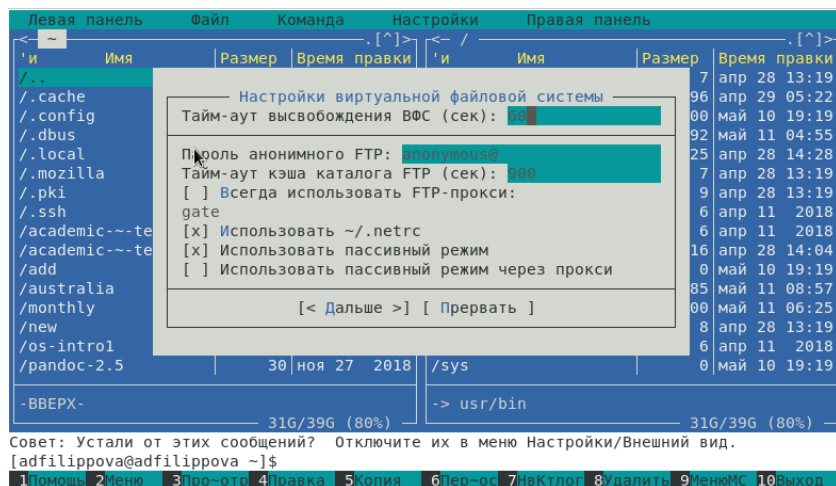 Левая панель Файл Команда Настройки Правая панель
<- ~ .[^]> <- / .[^]>
'и Имя Размер Время правки 'и Имя Размер Время правки
/.. 7 апр 28 13:19
/.cache Настройки виртуальной файловой системы 96 апр 29 05:22
/.config Тайм-аут высвобождения ВФС (сек): 60 00 май 10 19:19
/.dbus 92 май 11 04:55
/.local Пароль анонимного FTP: anonymous@ 25 апр 28 14:28
/.mozilla Тайм-аут кэша каталога FTP (сек): 900 7 апр 28 13:19
/.pki [ ] Всегда использовать FTP-прокси: 9 апр 28 13:19
/.ssh gate 6 апр 11 2018
/academic-~-te [x] Использовать ~/.netrc 6 апр 11 2018
/academic-~-te [x] Использовать пассивный режим 16 апр 28 14:04
/add [ ] Использовать пассивный режим через прокси 0 май 10 19:19
/australia 85 май 11 08:57
/monthly [< Дальше >] [ Прервать ] 00 май 11 06:25
/new 8 апр 28 13:19
/os-intro1 6 апр 11 2018
/pandoc-2.5 30 ноя 27 2018 /sys 0 май 10 19:19
-ВВЕРХ- -> usr/bin
31G/39G (80%) 31G/39G (80%)
Совет: Устали от этих сообщений? Отключите их в меню Настройки/Внешний вид.
[adfilippova@adfilippova ~]$
1Помощь 2Меню 3Про~отр 4Правка 5Копия 6Пер~ос 7НвКтлог 8Удалить 9МенюМС 10Выход